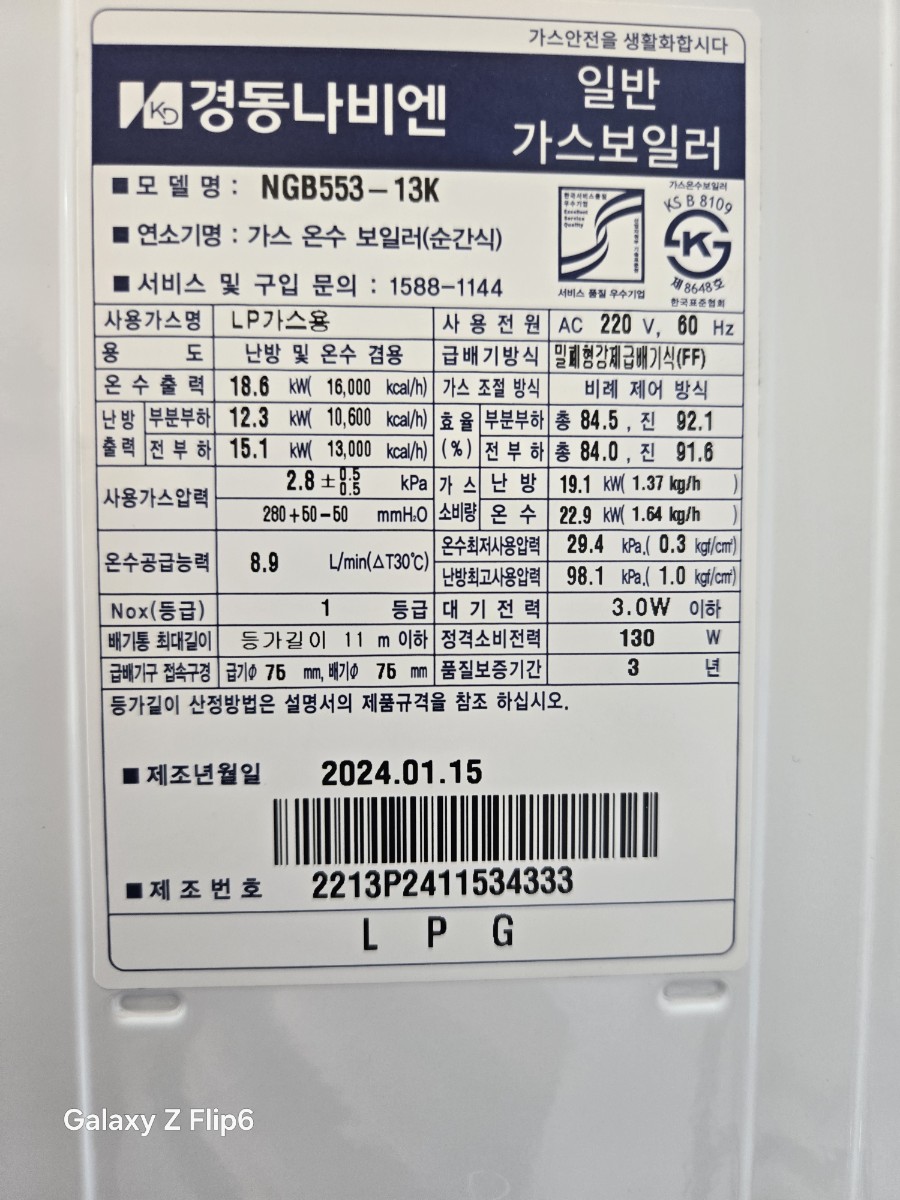 가스안전을 생활화합시다
KD 경동나비엔
일반
가스보일러
■ 모 델 명 : NGB553-13K
■ 연소기명 : 가스 온수 보일러(순간식)
■ 서비스 및 구입 문의 : 1588-1144
한국서비스품질
우수기업
Excellent
Service
Quality
서비스 품질 우수기업
가스온수보일러
KS B 8109
K
제 8648호
한국표준협회
사용가스명 LP가스용 사 용 전 원 AC 220 V, 60 Hz
용 도 난방 및 온수 겸용 급배기방식 밀폐형강제급배기식(FF)
온 수 출 력 18.6 kW( 16,000 kcal/h) 가스 조절 방식 비례 제어 방식
난방 출력 부분부하 12.3 kW( 10,600 kcal/h) 효율 (%) 부분부하 총 84.5 , 진 92.1
전 부 하 15.1 kW( 13,000 kcal/h) 전 부 하 총 84.0 , 진 91.6
사용가스압력 2.8 ± 0.5 0.5 kPa 가 스 소비량 난 방 19.1 kW( 1.37 kg/h )
280+50-50 mmH₂O 온 수 22.9 kW( 1.64 kg/h )
온수공급능력 8.9 L/min(△T30℃) 온수최저사용압력 29.4 kPa,( 0.3 kgf/cm²)
난방최고사용압력 98.1 kPa,( 1.0 kgf/cm²)
Nox(등급) 1 등급 대 기 전 력 3.0W 이하
배기통 최대길이 등가길이 11 m 이하 정격소비전력 130 W
급배기구 접속구경 급기Φ 75 mm, 배기Φ 75 mm 품질보증기간 3 년
등가길이 산정방법은 설명서의 제품규격을 참조 하십시오.
■ 제조년월일 2024.01.15
■ 제 조 번 호 2213P2411534333
L P G
Galaxy Z Flip6